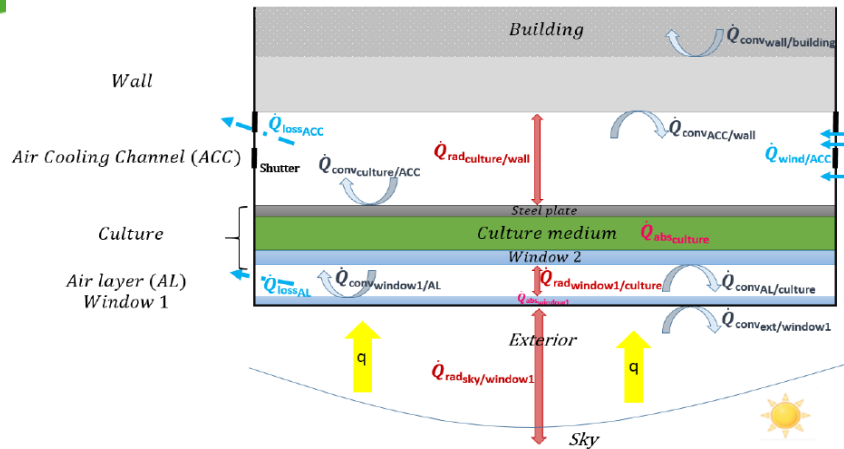 Building
Q̇convwall/building
Wall
Q̇lossACC
Q̇convACC/wall
Air Cooling Channel (ACC)
Q̇radculture/wall
Q̇wind/ACC
Shutter
Q̇convculture/ACC
Steel plate
Culture
Culture medium
Q̇absculture
Window 2
Air layer (AL)
Q̇lossAL
Q̇convwindow1/AL
Q̇radwindow1/culture
Q̇convAL/culture
Window 1
Q̇abswindow1
Q̇convext/window1
Exterior
q
q
Q̇radsky/window1
Sky